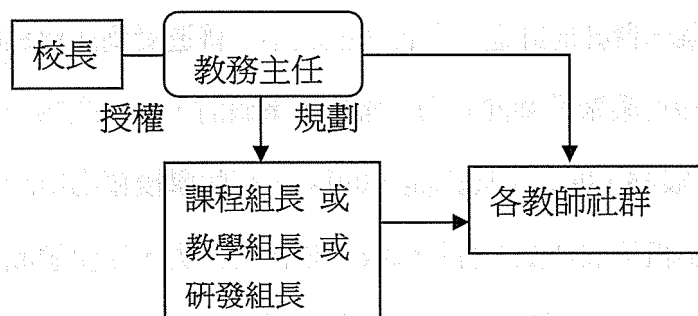 校長
教務主任
授權 規劃
課程組長 或
教學組長 或
研發組長
各教師社群